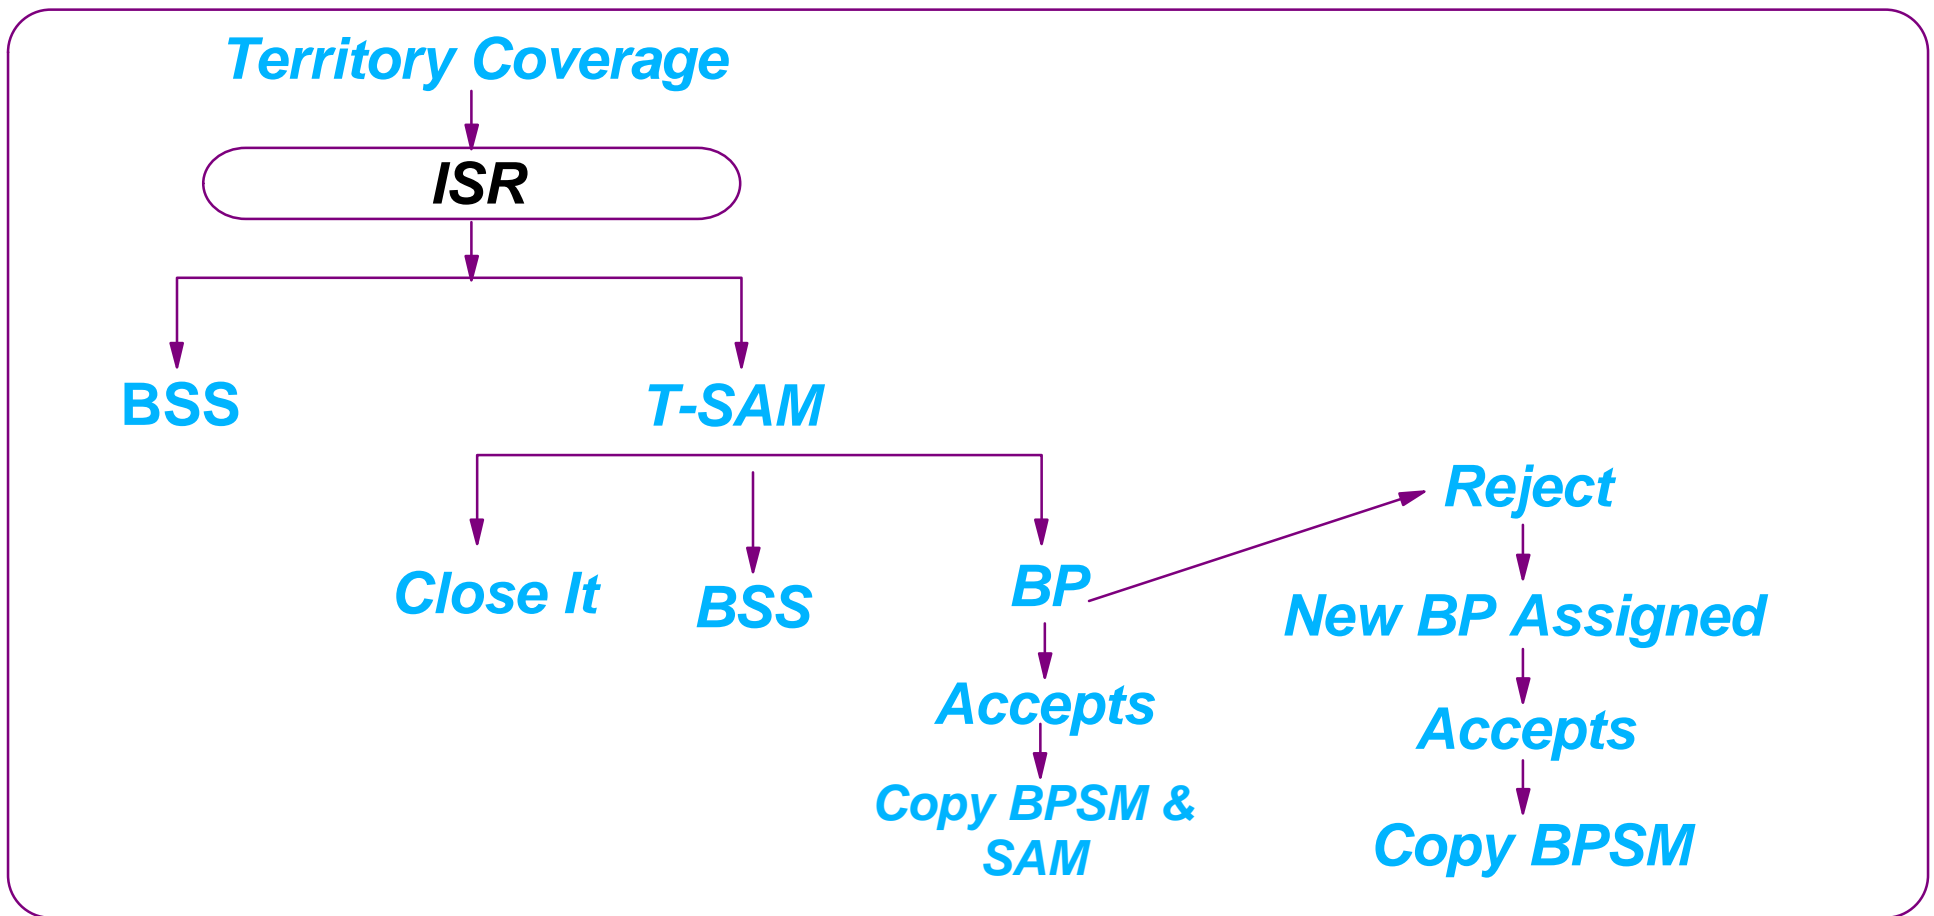 Territory Coverage
ISR
BSS
T-SAM
Close It
BSS
BP
Accepts
Copy BPSM &
SAM
Reject
New BP Assigned
Accepts
Copy BPSM